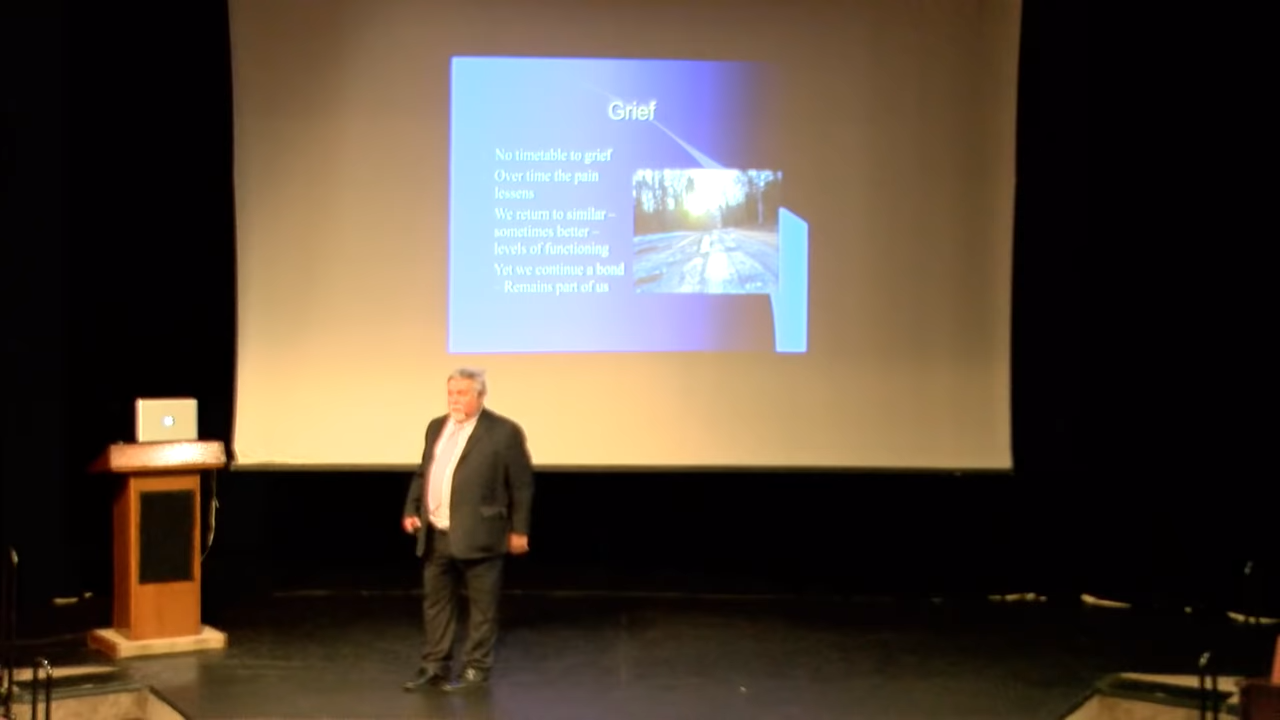 Grief
No timetable to grief
Over time the pain
lessens
We return to similar –
sometimes better –
levels of functioning
Yet we continue a bond
- Remains part of us